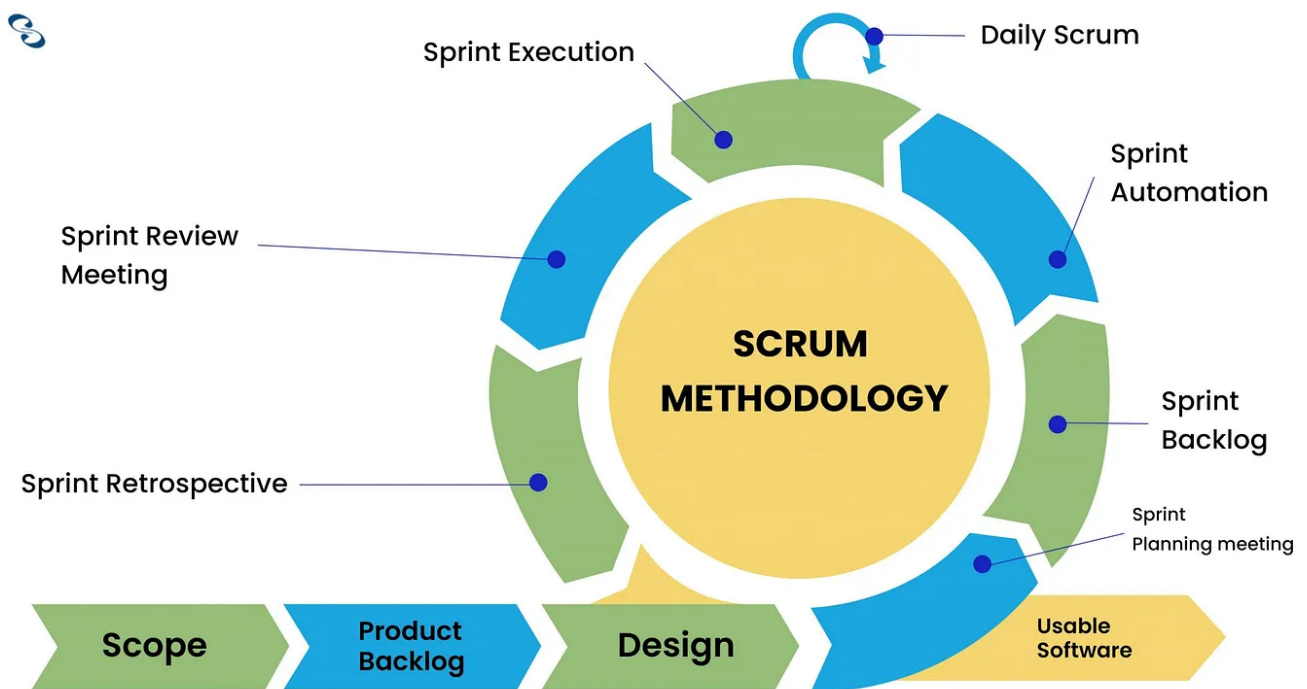 Sprint Execution
Daily Scrum
Sprint
Automation
Sprint Review
Meeting
SCRUM
METHODOLOGY
Sprint
Backlog
Sprint Retrospective
Sprint
Planning meeting
Scope
Product
Backlog
Design
Usable
Software